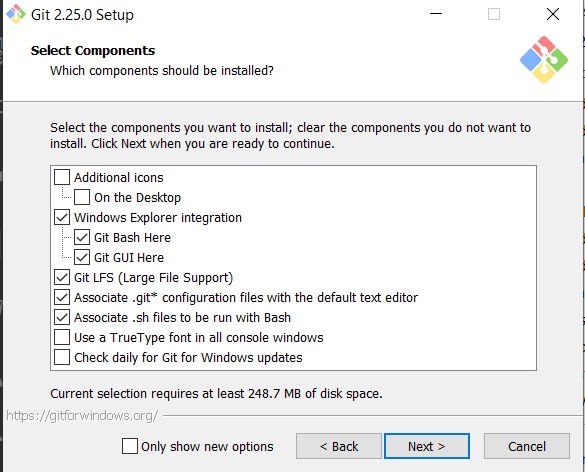 Git 2.25.0 Setup
Select Components
Which components should be installed?
Select the components you want to install; clear the components you do not want to
install. Click Next when you are ready to continue.
Additional icons
On the Desktop
Windows Explorer integration
Git Bash Here
Git GUI Here
Git LFS (Large File Support)
Associate .git* configuration files with the default text editor
Associate .sh files to be run with Bash
Use a TrueType font in all console windows
Check daily for Git for Windows updates
Current selection requires at least 248.7 MB of disk space.
https://gitforwindows.org/
Only show new options
< Back
Next >
Cancel